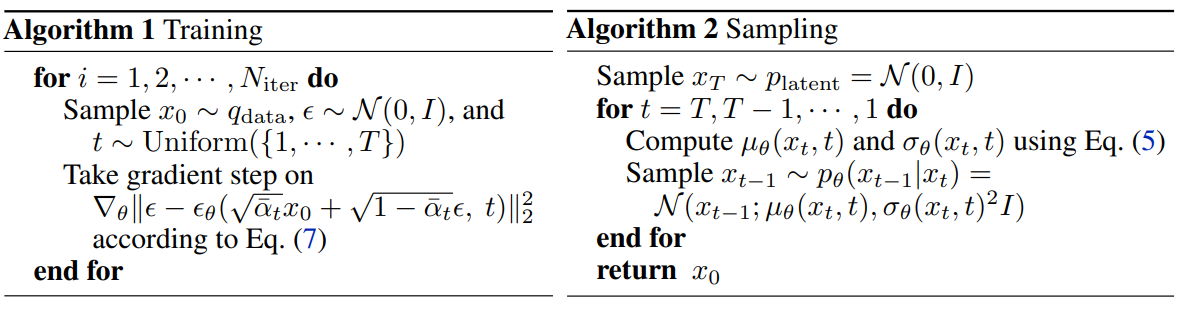 Algorithm 1 Training
for i = 1, 2, ⋯ , N_iter do
Sample x_0 ∼ q_data, ϵ ∼ 𝒩(0, I), and
t ∼ Uniform({1, ⋯ , T})
Take gradient step on
∇_θ‖ϵ − ϵ_θ(√ᾱ_t x_0 + √(1 − ᾱ_t) ϵ, t)‖_2^2
according to Eq. (7)
end for
Algorithm 2 Sampling
Sample x_T ∼ p_latent = 𝒩(0, I)
for t = T, T − 1, ⋯ , 1 do
Compute μ_θ(x_t, t) and σ_θ(x_t, t) using Eq. (5)
Sample x_{t−1} ∼ p_θ(x_{t−1}|x_t) =
𝒩(x_{t−1}; μ_θ(x_t, t), σ_θ(x_t, t)^2 I)
end for
return x_0